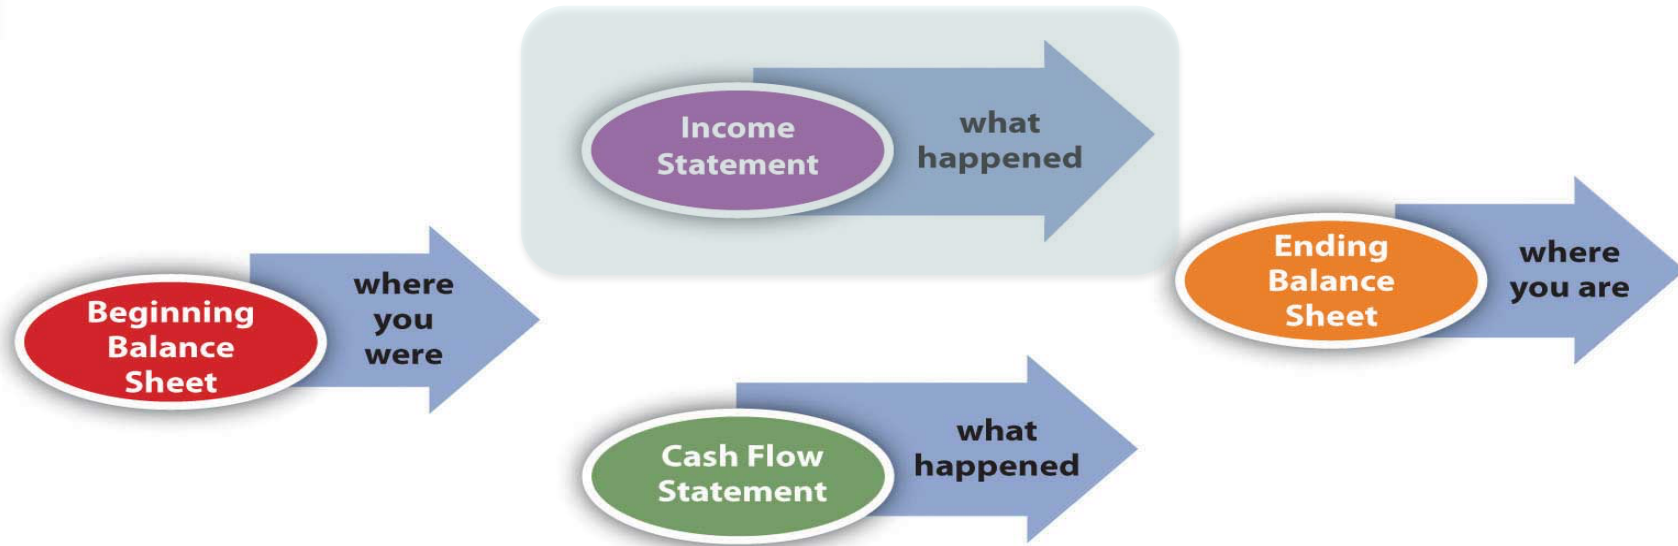 Income
Statement
what
happened
Beginning
Balance
Sheet
where
you
were
Ending
Balance
Sheet
where
you are
Cash Flow
Statement
what
happened